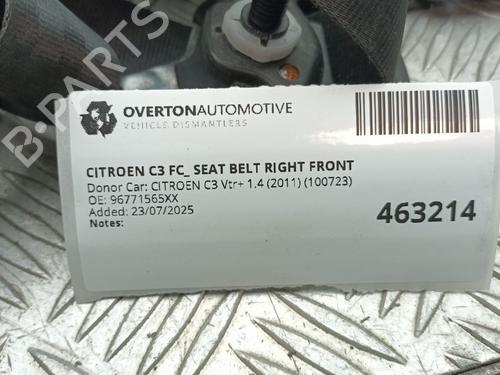 B-PARTS
OVERTONAUTOMOTIVE
VEHICLE DISMANTLERS
CITROEN C3 FC_ SEAT BELT RIGHT FRONT
Donor Car: CITROEN C3 Vtr+ 1.4 (2011) (100723)
OE: 96771565XX
Added: 23/07/2025
Notes:
463214